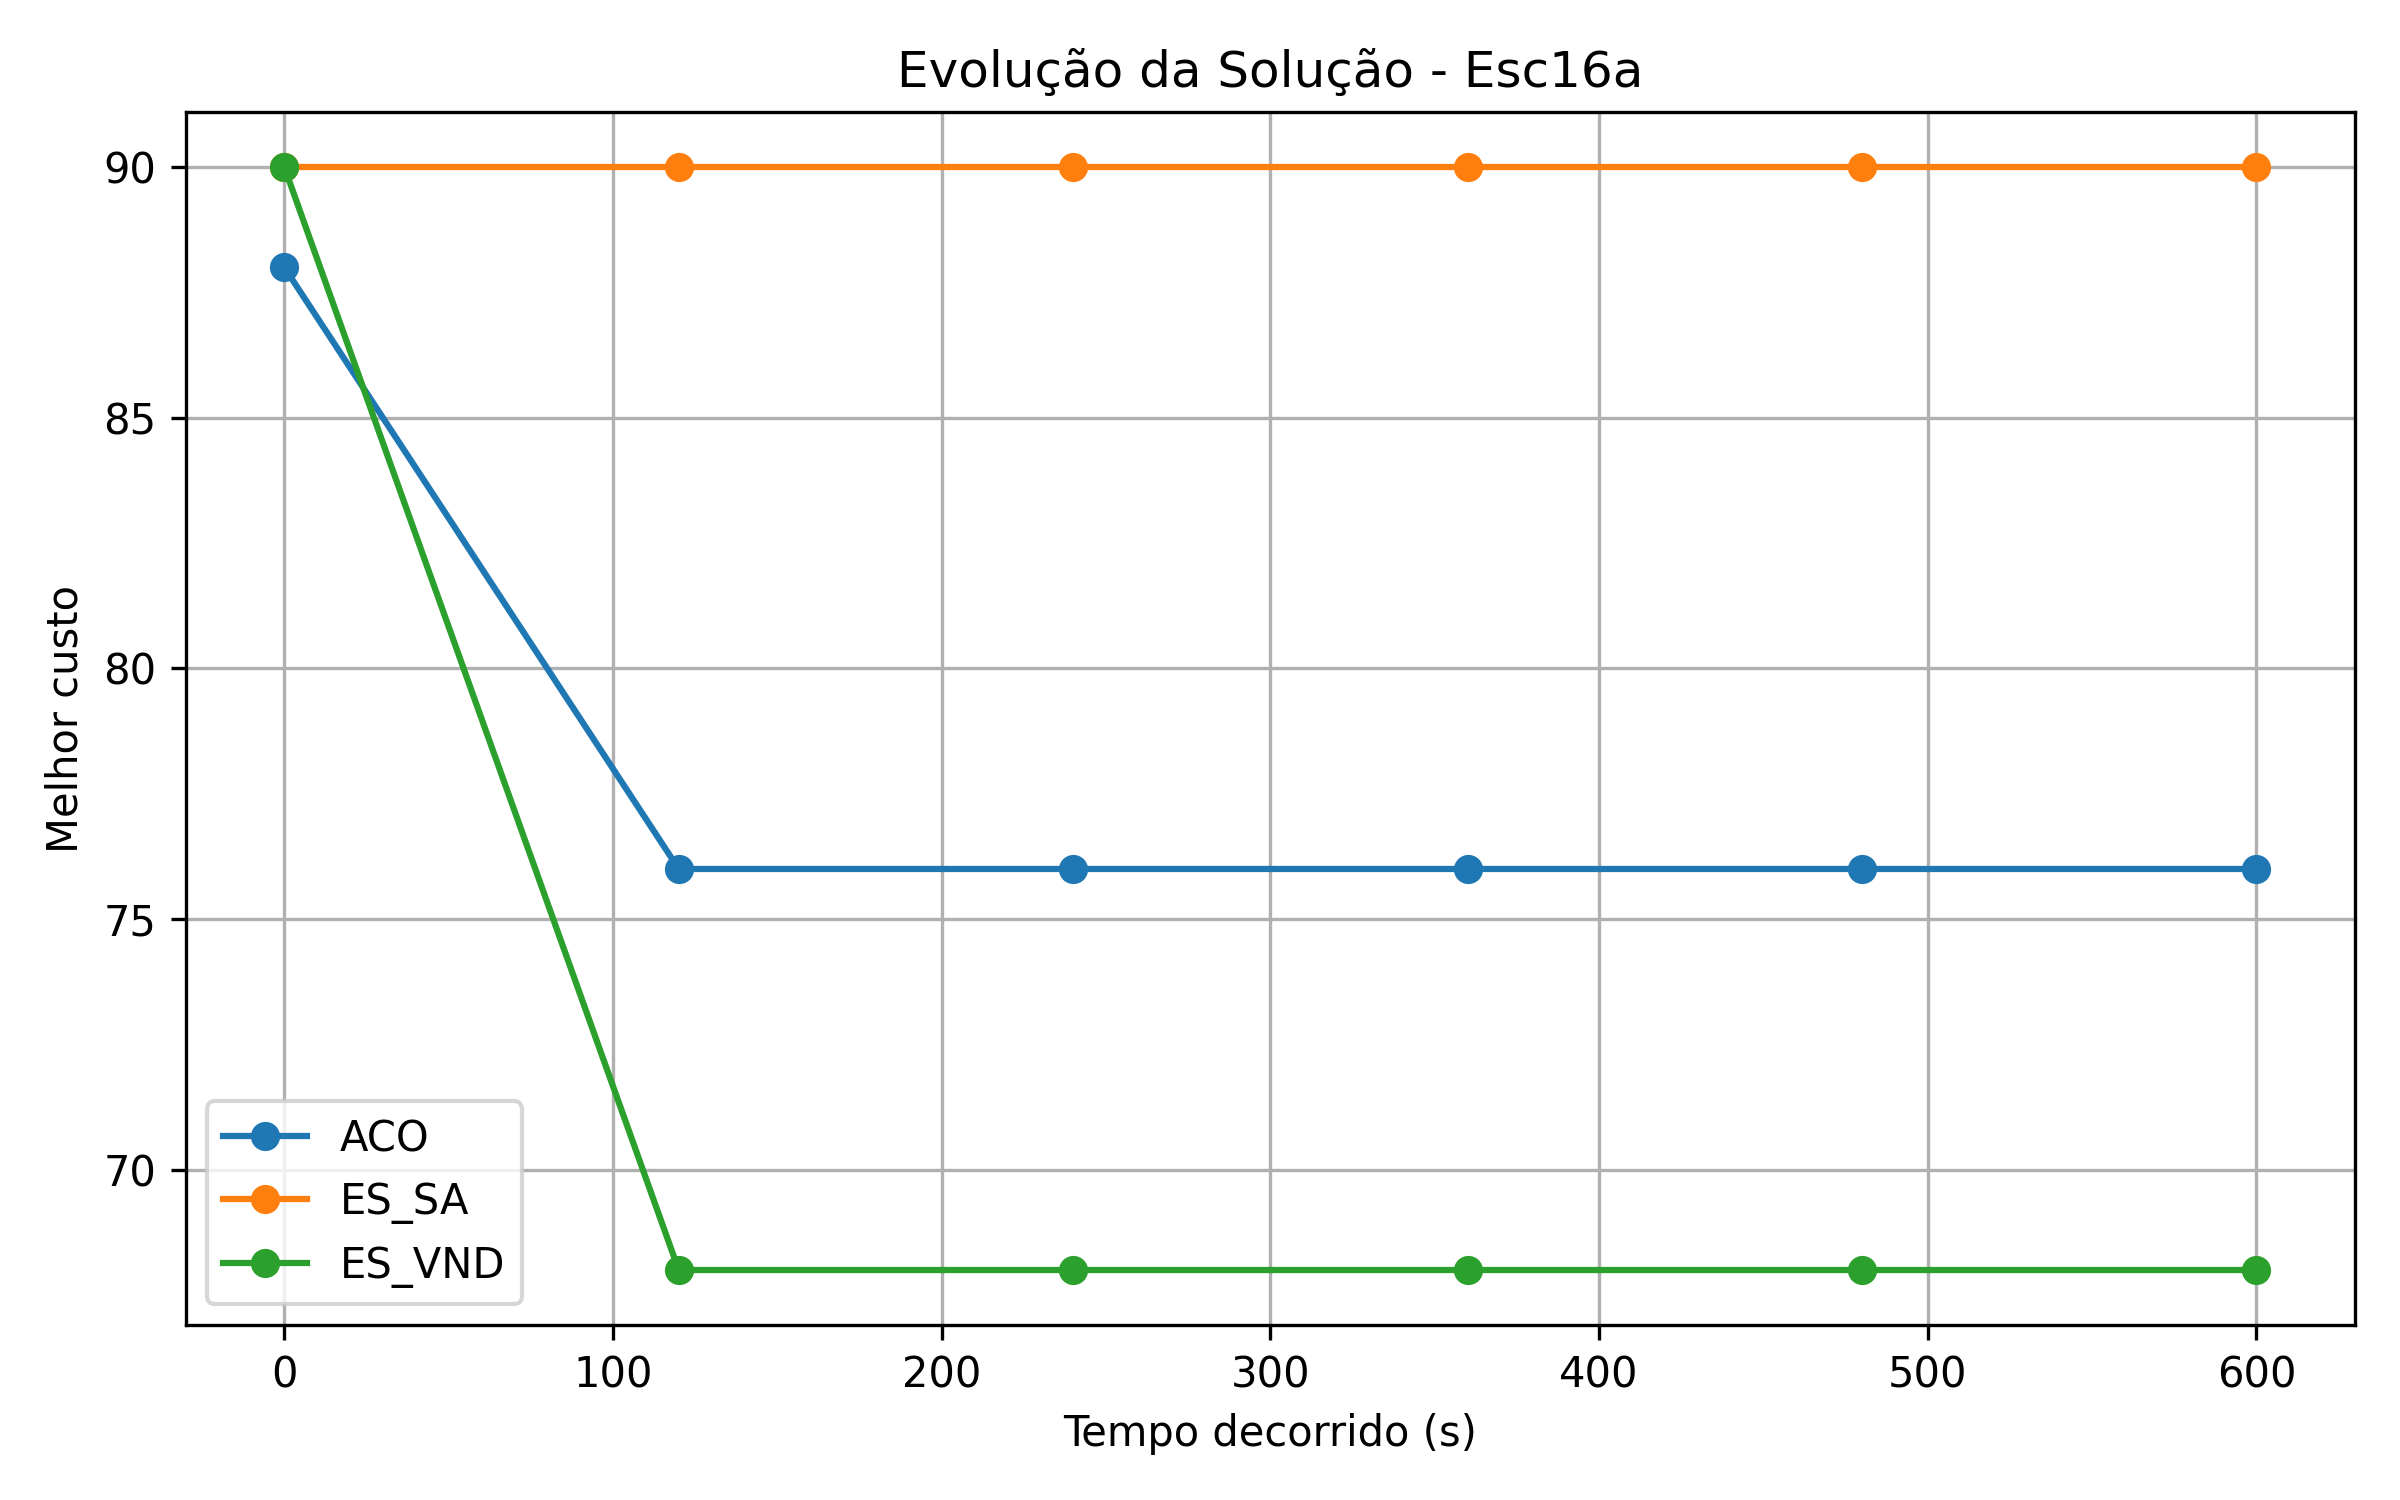 Evolução da Solução - Esc16a
Melhor custo
90
85
80
75
70
ACO
ES_SA
ES_VND
0 100 200 300 400 500 600
Tempo decorrido (s)